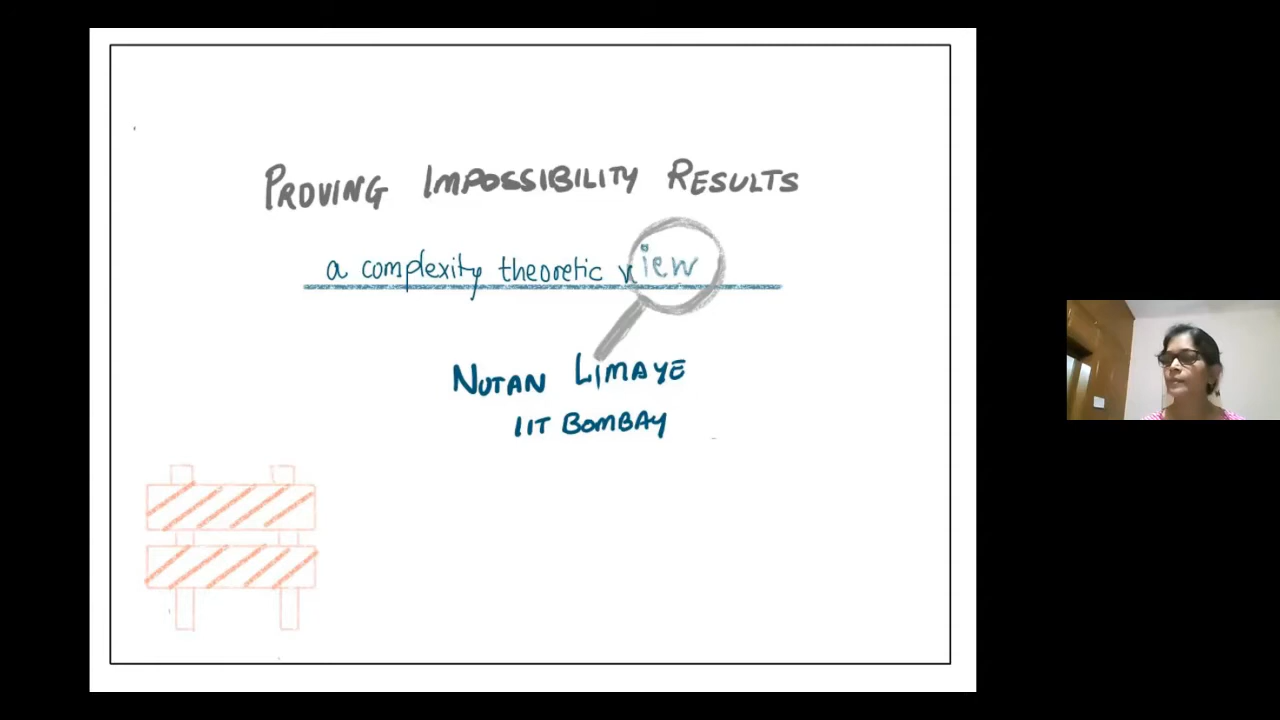 PROVING IMPOSSIBILITY RESULTS
a complexity theoretic view
NUTAN LIMAYE
IIT BOMBAY